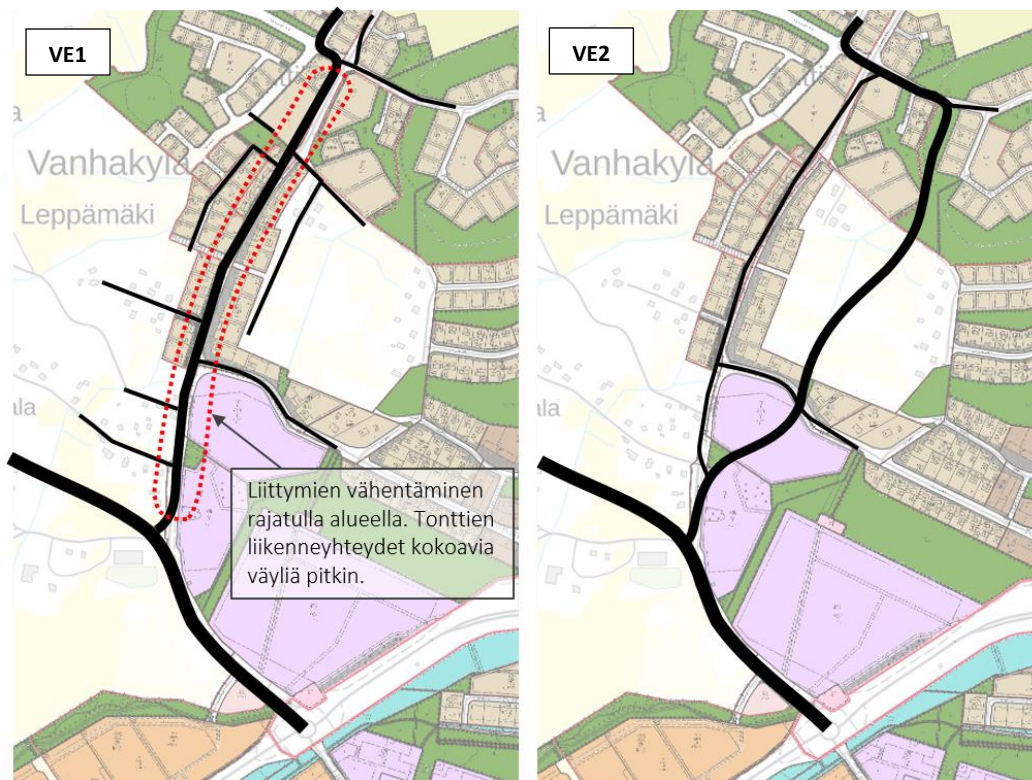 VE1
Vanhakylä
Leppämäki
ala
Liittymien vähentäminen
rajatulla alueella. Tonttien
liikenneyhteydet kokoavia
väyliä pitkin.
VE2
Vanhakylä
Leppämäki
ala